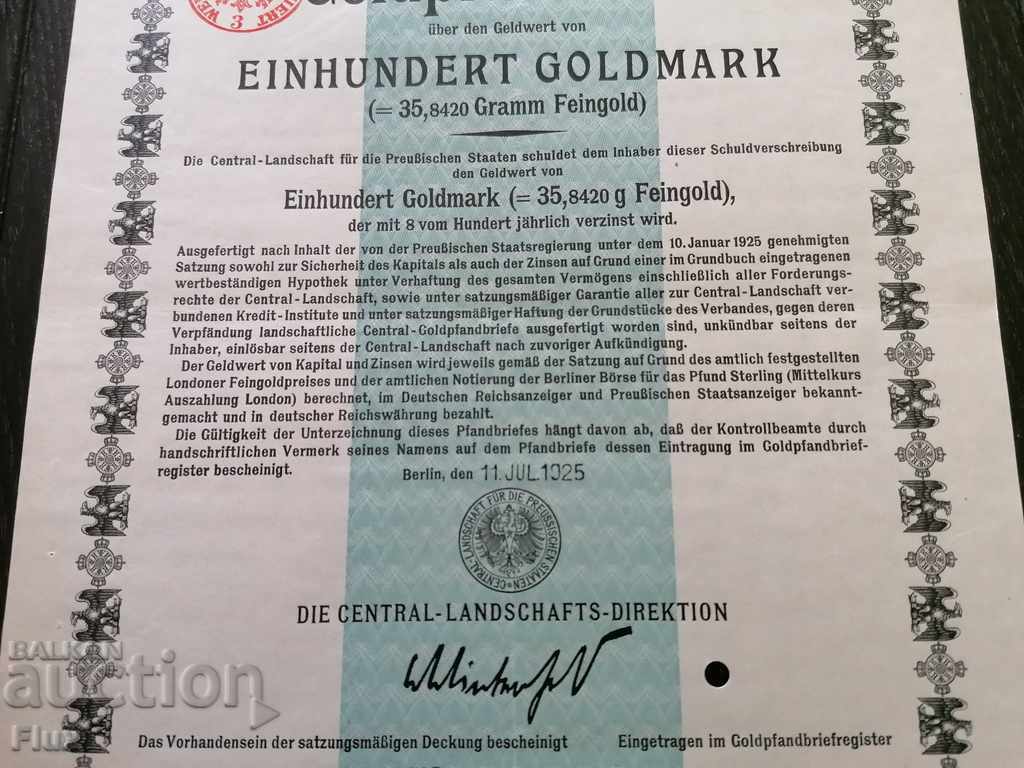 WE
3
über den Geldwert von
EINHUNDERT GOLDMARK
(= 35,8420 Gramm Feingold)
Die Central-Landschaft für die Preußischen Staaten schuldet dem Inhaber dieser Schuldverschreibung
den Geldwert von
Einhundert Goldmark (= 35,8420 g Feingold),
der mit 8 vom Hundert jährlich verzinst wird.
Ausgefertigt nach Inhalt der von der Preußischen Staatsregierung unter dem 10. Januar 1925 genehmigten
Satzung sowohl zur Sicherheit des Kapitals als auch der Zinsen auf Grund einer im Grundbuch eingetragenen
wertbeständigen Hypothek unter Verhaftung des gesamten Vermögens einschließlich aller Forderungs-
rechte der Central-Landschaft, sowie unter satzungsmäßiger Garantie aller zur Central-Landschaft ver-
bundenen Kredit-Institute und unter satzungsmäßiger Haftung der Grundstücke des Verbandes, gegen deren
Verpfändung landschaftliche Central-Goldpfandbriefe ausgefertigt worden sind, unkündbar seitens der
Inhaber, einlösbar seitens der Central-Landschaft nach zuvoriger Aufkündigung.
Der Geldwert von Kapital und Zinsen wird jeweils gemäß der Satzung auf Grund des amtlich festgestellten
Londoner Feingoldpreises und der amtlichen Notierung der Berliner Börse für das Pfund Sterling (Mittelkurs
Auszahlung London) berechnet, im Deutschen Reichsanzeiger und Preußischen Staatsanzeiger bekannt-
gemacht und in deutscher Reichswährung bezahlt.
Die Gültigkeit der Unterzeichnung dieses Pfandbriefes hängt davon ab, daß der Kontrollbeamte durch
handschriftlichen Vermerk seines Namens auf dem Pfandbriefe dessen Eintragung im Goldpfandbrief-
register bescheinigt.
Berlin, den 11. JUL. 1925
CENTRAL-LANDSCHAFT FÜR DIE PREUSSISCHEN STAATEN
DIE CENTRAL-LANDSCHAFTS-DIREKTION
BALKAN
auction
Flu
Das Vorhandensein der satzungsmäßigen Deckung bescheinigt
Eingetragen im Goldpfandbriefregister